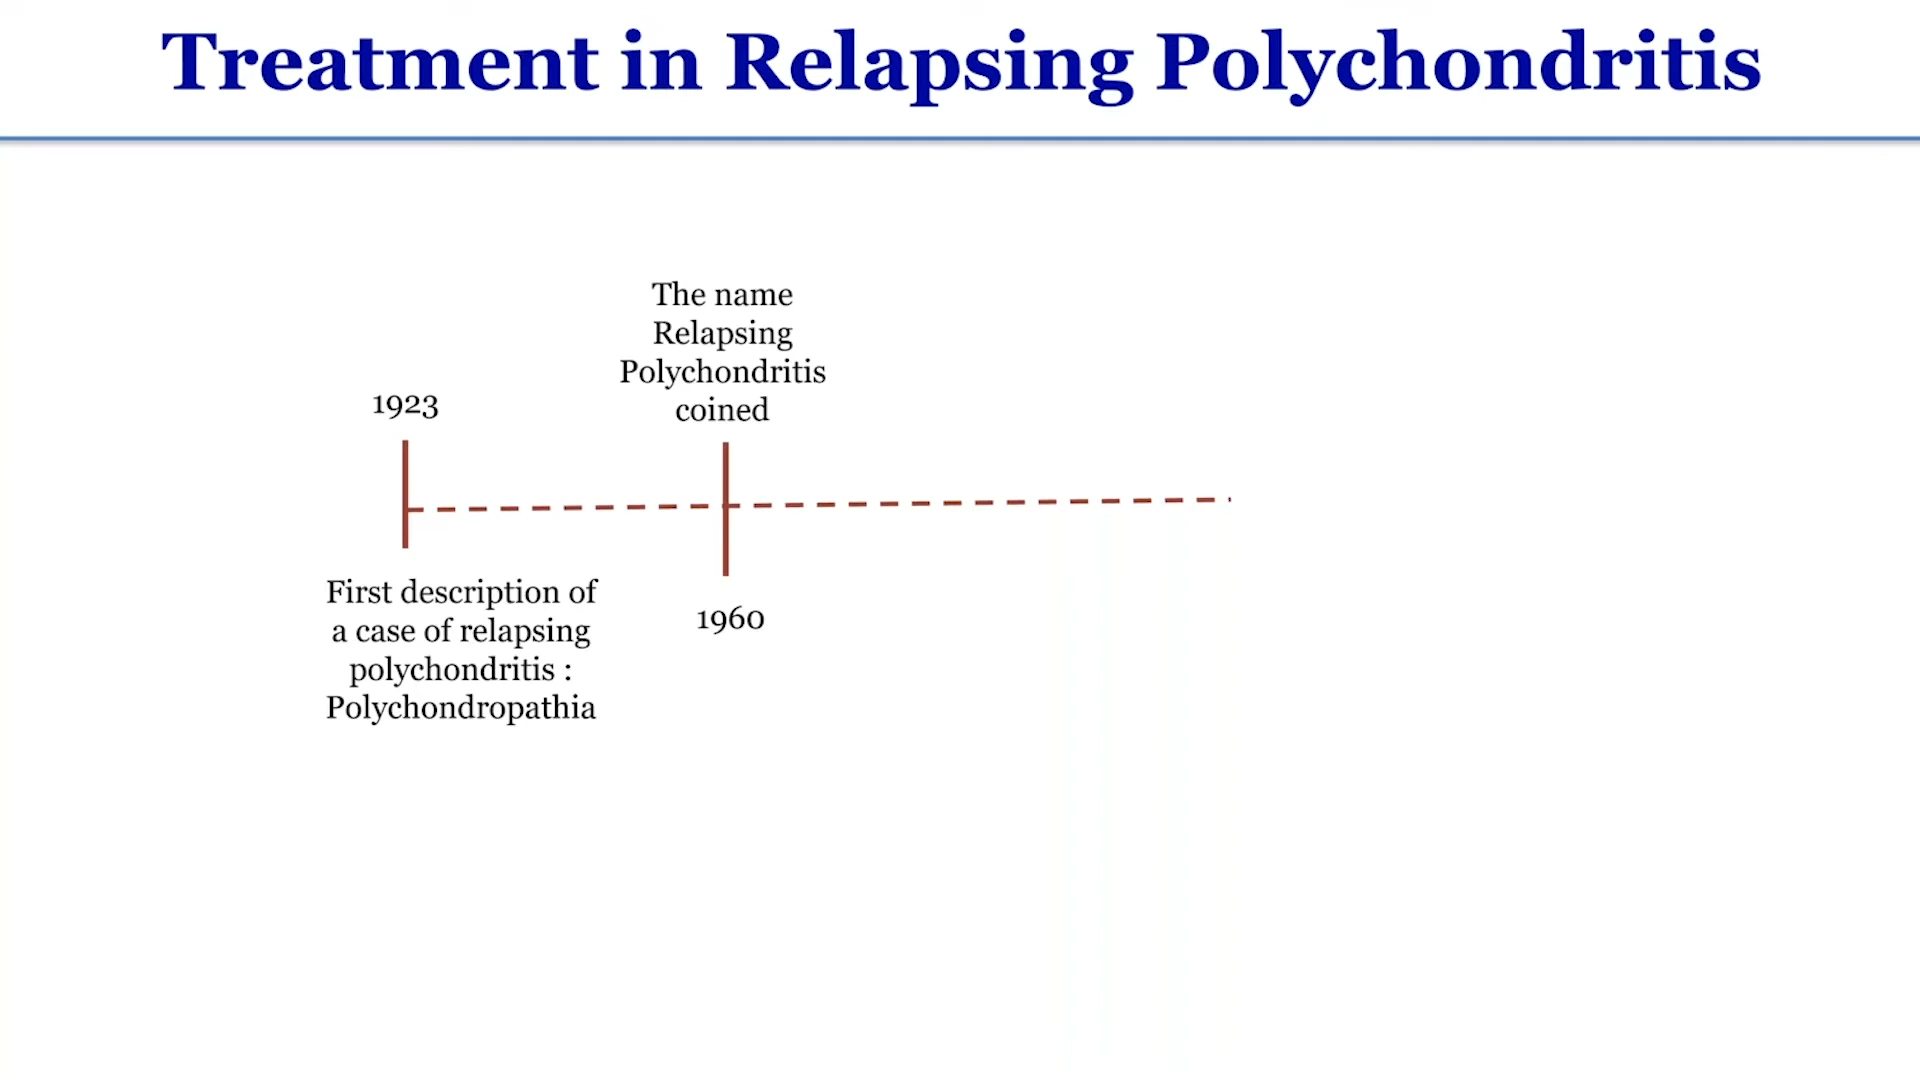 Treatment in Relapsing Polychondritis
The name
Relapsing
Polychondritis
coined
1923
First description of
a case of relapsing
polychondritis :
Polychondropathia
1960